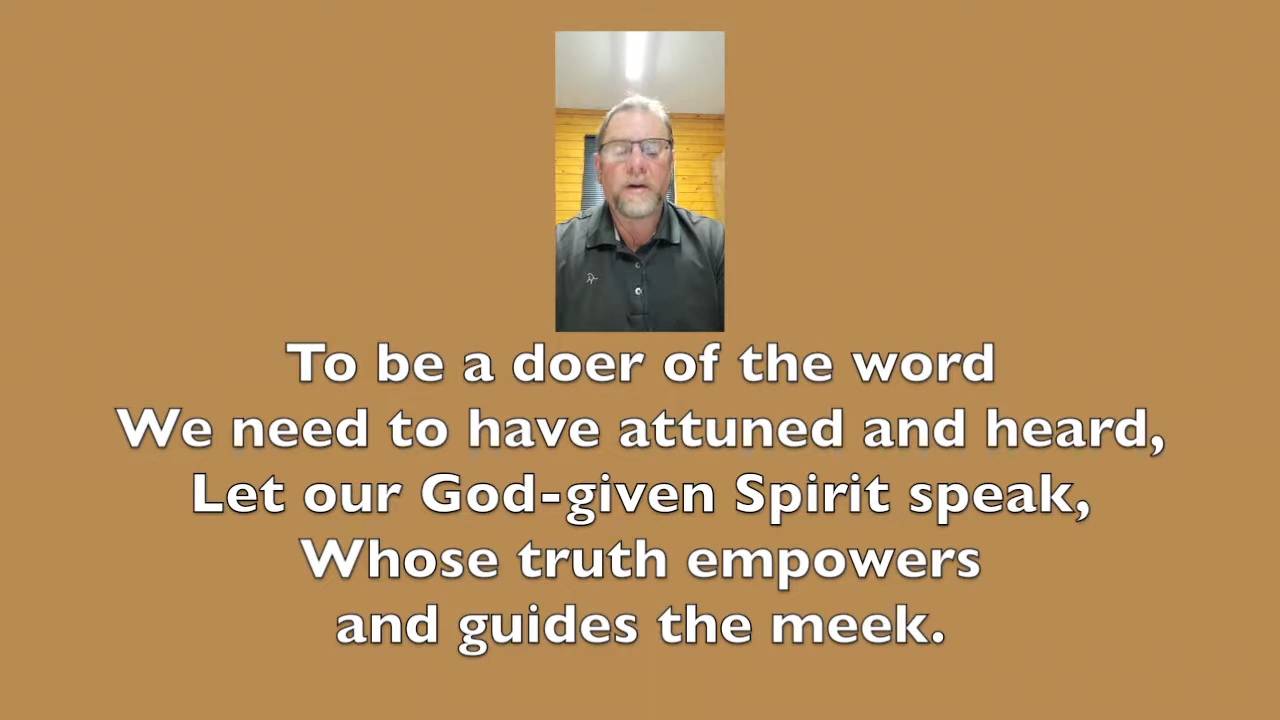 To be a doer of the word
We need to have attuned and heard,
Let our God-given Spirit speak,
Whose truth empowers
and guides the meek.